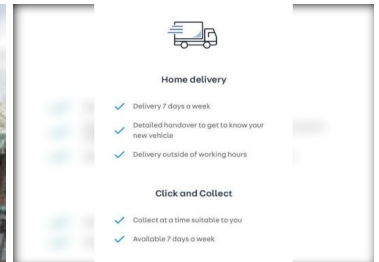 Home delivery
Delivery 7 days a week
Detailed handover to get to know your
new vehicle
Delivery outside of working hours
Click and Collect
Collect at a time suitable to you
Available 7 days a week